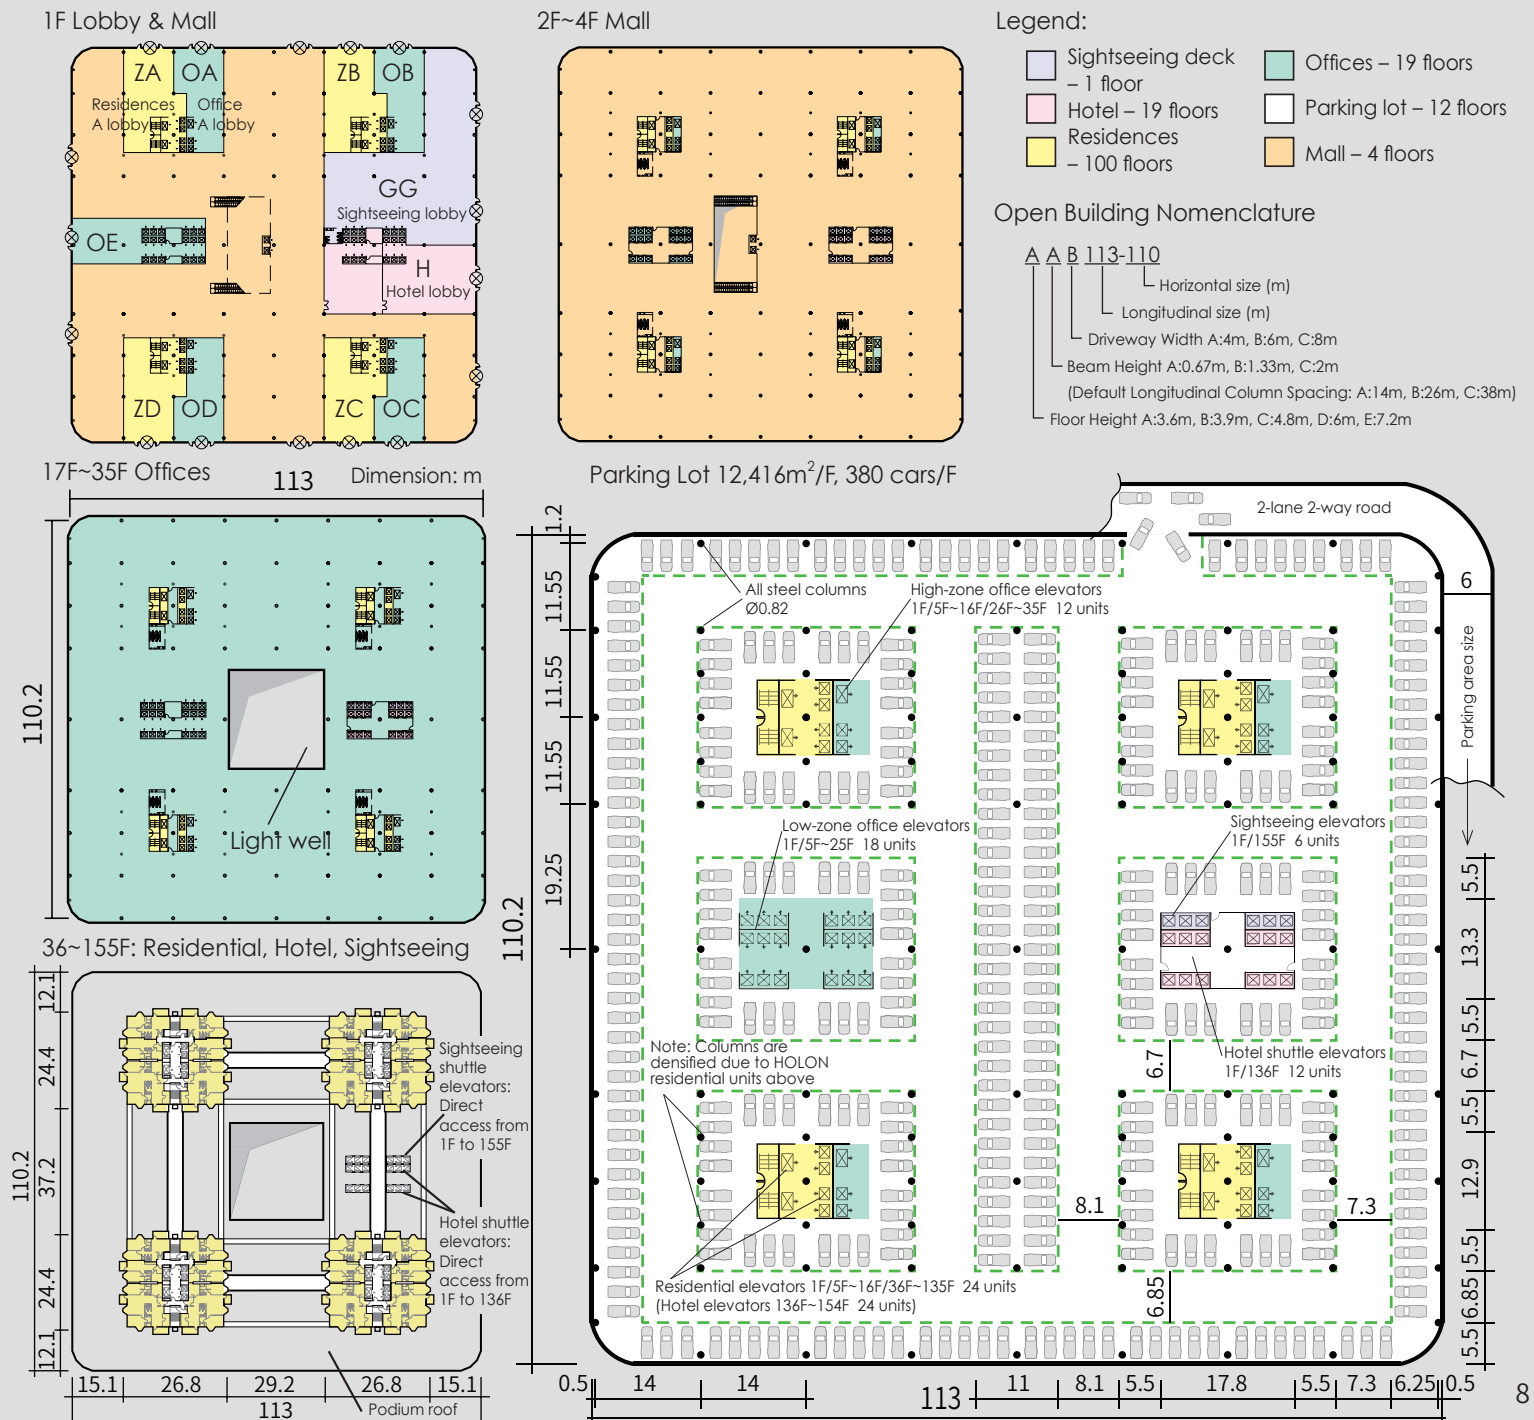 1F Lobby & Mall
ZA
OA
ZB
OB
Residences
A lobby
Office
A lobby
GG
Sightseeing lobby
OE
H
Hotel lobby
ZD
OD
ZC
OC
2F~4F Mall
Legend:
Sightseeing deck
– 1 floor
Hotel – 19 floors
Residences
– 100 floors
Offices – 19 floors
Parking lot – 12 floors
Mall – 4 floors
Open Building Nomenclature
A A B 113-110
Horizontal size (m)
Longitudinal size (m)
Driveway Width A:4m, B:6m, C:8m
Beam Height A:0.67m, B:1.33m, C:2m
(Default Longitudinal Column Spacing: A:14m, B:26m, C:38m)
Floor Height A:3.6m, B:3.9m, C:4.8m, D:6m, E:7.2m
17F~35F Offices
Dimension: m
113
110.2
Light well
36~155F: Residential, Hotel, Sightseeing
12.1
24.4
37.2
24.4
12.1
110.2
Sightseeing
shuttle
elevators:
Direct
access from
1F to 155F
Hotel shuttle
elevators:
Direct
access from
1F to 136F
15.1
26.8
29.2
26.8
15.1
113
Podium roof
Parking Lot 12,416m²/F, 380 cars/F
2-lane 2-way road
1.2
11.55
11.55
11.55
19.25
110.2
All steel columns
Ø0.82
High-zone office elevators
1F/5F~16F/26F~35F 12 units
6
Parking area size
Low-zone office elevators
1F/5F~25F 18 units
Sightseeing elevators
1F/155F 6 units
Note: Columns are
densified due to HOLON
residential units above
Hotel shuttle elevators
1F/136F 12 units
6.7
8.1
7.3
6.85
Residential elevators 1F/5F~16F/36F~135F 24 units
(Hotel elevators 136F~154F 24 units)
5.5
13.3
5.5
6.7
5.5
12.9
5.5
6.85
5.5
0.5
14
14
11
8.1
5.5
17.8
5.5
7.3
6.25
0.5
113
8